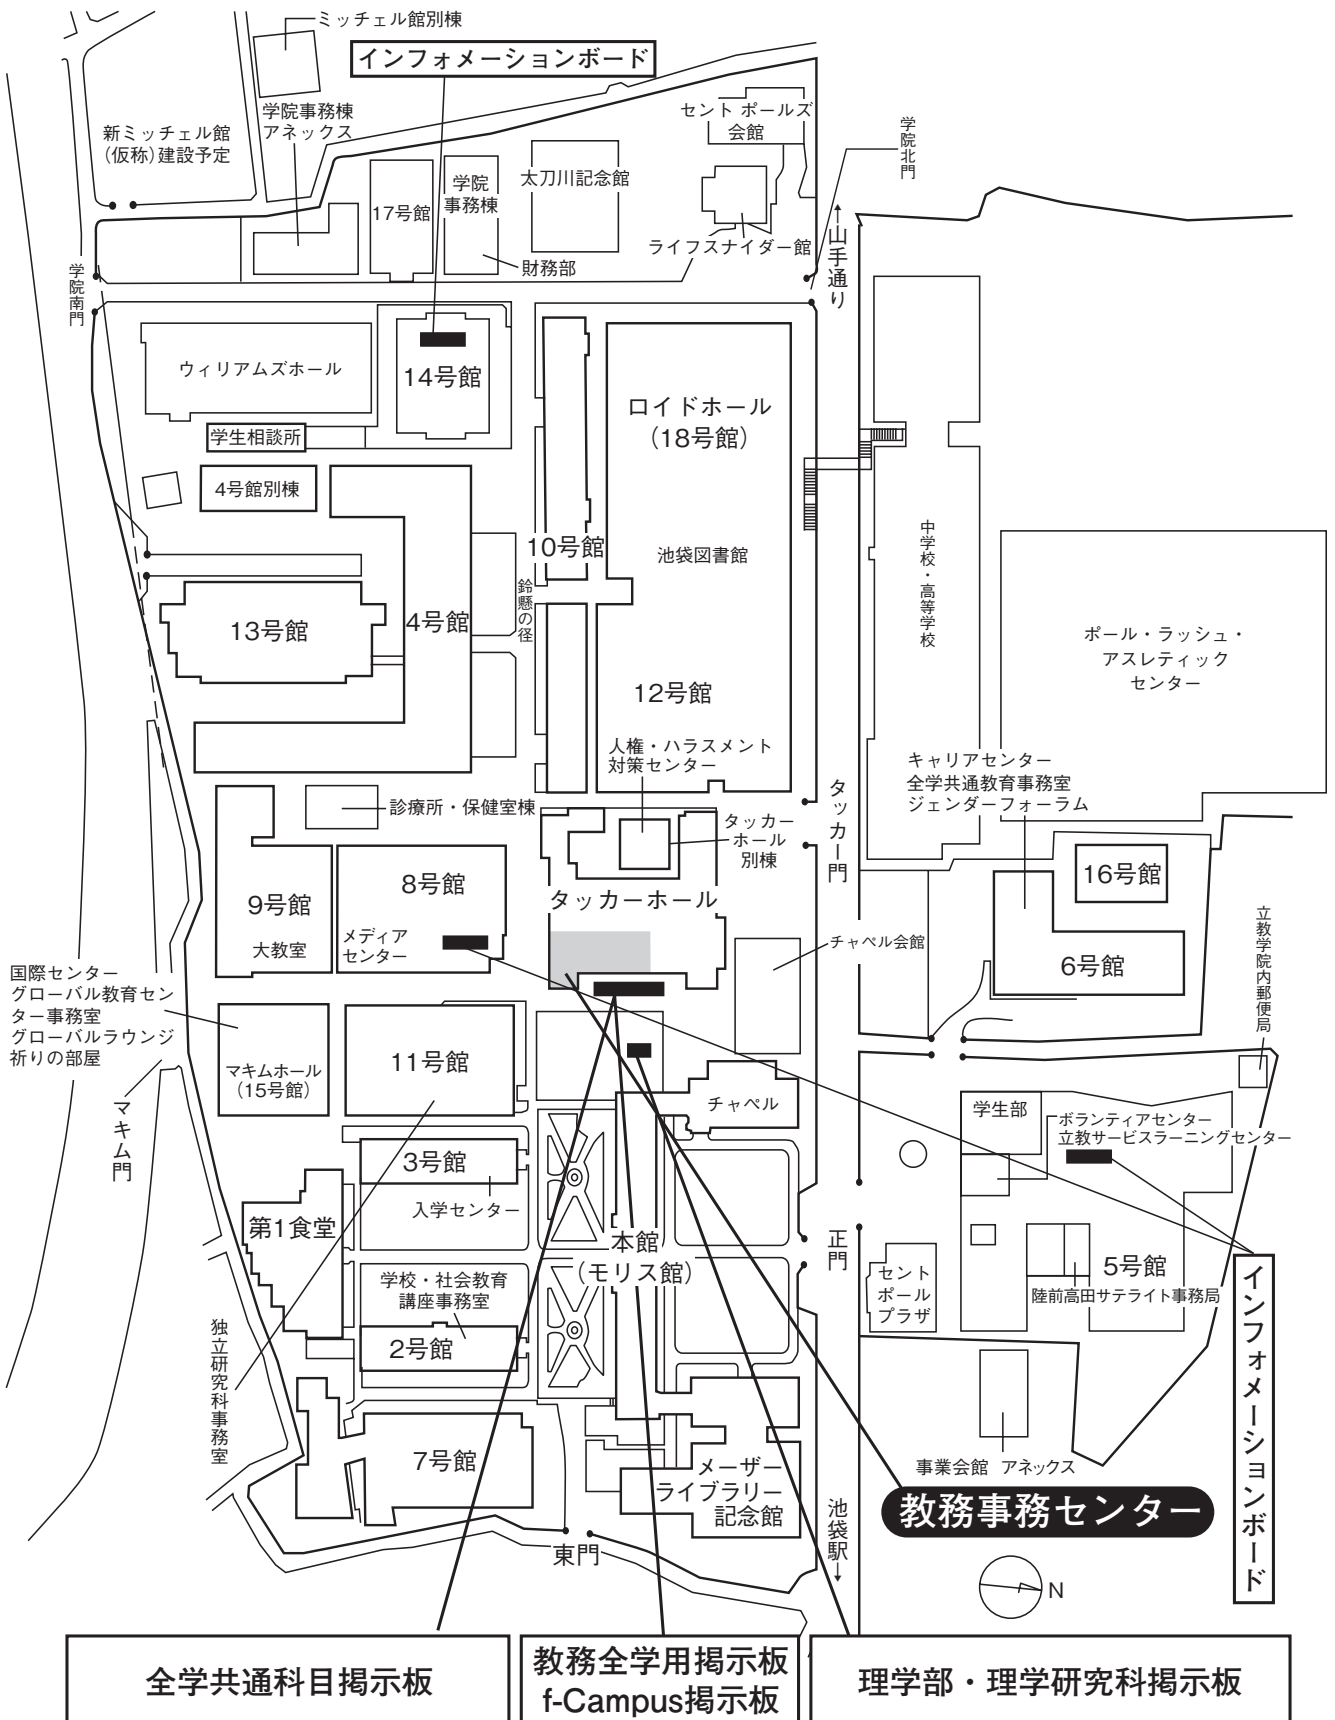 ミッチェル館別棟
インフォメーションボード
学院事務棟
アネックス
新ミッチェル館
(仮称)建設予定
セント ポールズ
会館
学院北門
17号館
学院
事務棟
太刀川記念館
ライフスナイダー館
財務部
←山手通り
学院南門
ウィリアムズホール
14号館
学生相談所
ロイドホール
(18号館)
4号館別棟
10号館
池袋図書館
中学校・高等学校
鈴懸の径
13号館
4号館
ポール・ラッシュ・
アスレティック
センター
12号館
人権・ハラスメント
対策センター
キャリアセンター
全学共通教育事務室
ジェンダーフォーラム
診療所・保健室棟
タッカー
ホール
別棟
タッカー門
16号館
8号館
9号館
大教室
メディア
センター
タッカーホール
チャペル会館
6号館
立教学院内郵便局
国際センター
グローバル教育セン
ター事務室
グローバルラウンジ
祈りの部屋
マキムホール
(15号館)
11号館
チャペル
学生部
ボランティアセンター
立教サービスラーニングセンター
マキム門
3号館
入学センター
第1食堂
本館
(モリス館)
正門
セント
ポール
プラザ
5号館
陸前高田サテライト事務局
インフォメーションボード
学校・社会教育
講座事務室
2号館
独立研究科事務室
7号館
メーザー
ライブラリー
記念館
事業会館 アネックス
教務事務センター
池袋駅→
東門
N
全学共通科目掲示板
教務全学用掲示板
f-Campus掲示板
理学部・理学研究科掲示板